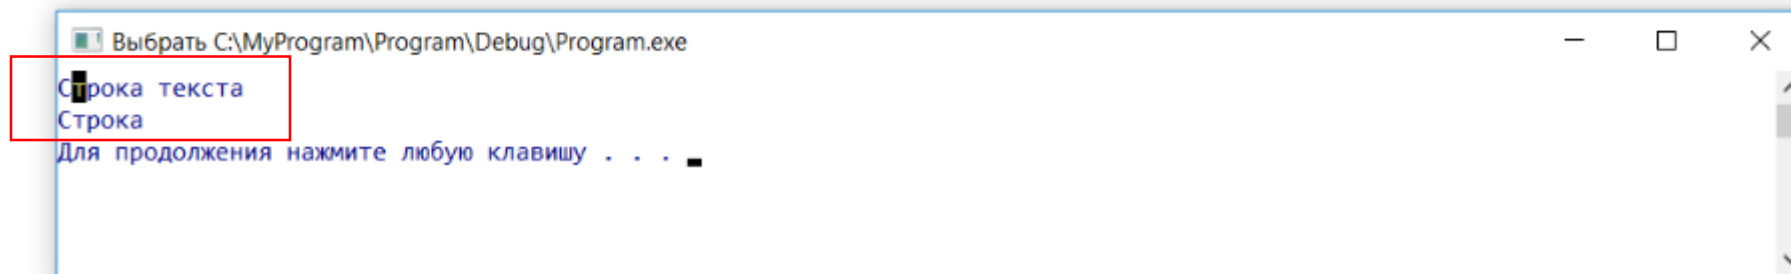 Выбрать C:\MyProgram\Program\Debug\Program.exe
Строка текста
Строка
Для продолжения нажмите любую клавишу . . .